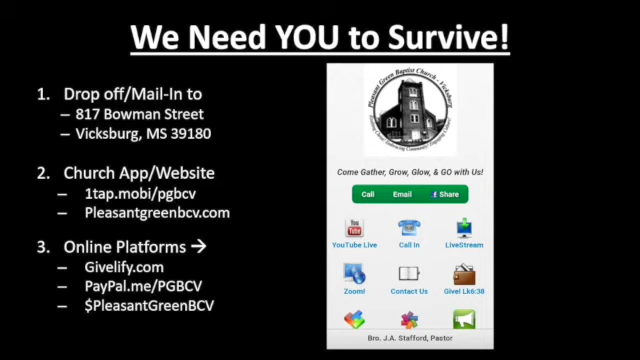 We Need YOU to Survive!
1. Drop off/Mail-In to
– 817 Bowman Street
– Vicksburg, MS 39180
2. Church App/Website
– 1tap.mobi/pgbcv
– Pleasantgreenbcv.com
3. Online Platforms →
– Givelify.com
– PayPal.me/PGBCV
– $PleasantGreenBCV
Pleasant Green Baptist Church - Vicksburg
Come Gather, Grow, Glow, & GO with Us!
Call Email f Share
You Tube
YouTube Live Call In LiveStream
Zoom! Contact Us Give! Lk6:38
Bro. J.A. Stafford, Pastor